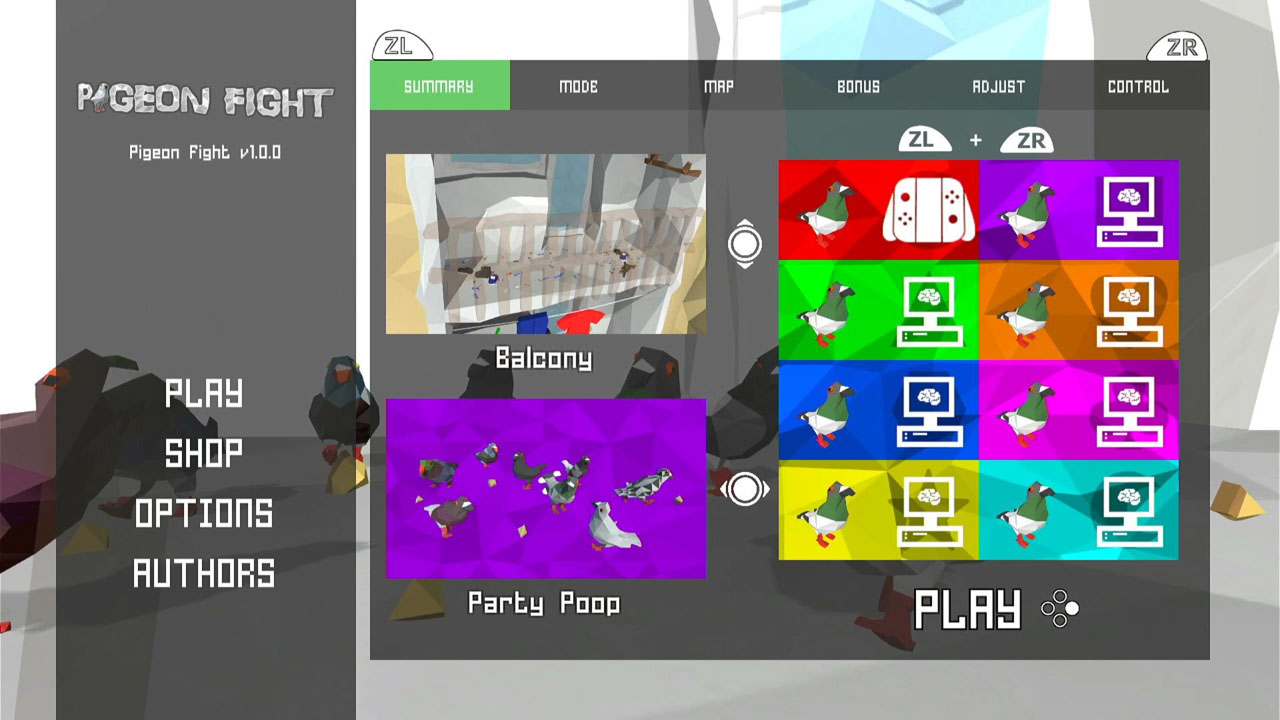 PIGEON FIGHT
Pigeon Fight v1.0.0
PLAY
SHOP
OPTIONS
AUTHORS
ZL
ZR
SUMMARY MODE MAP BONUS ADJUST CONTROL
ZL + ZR
Balcony
Party Poop
PLAY